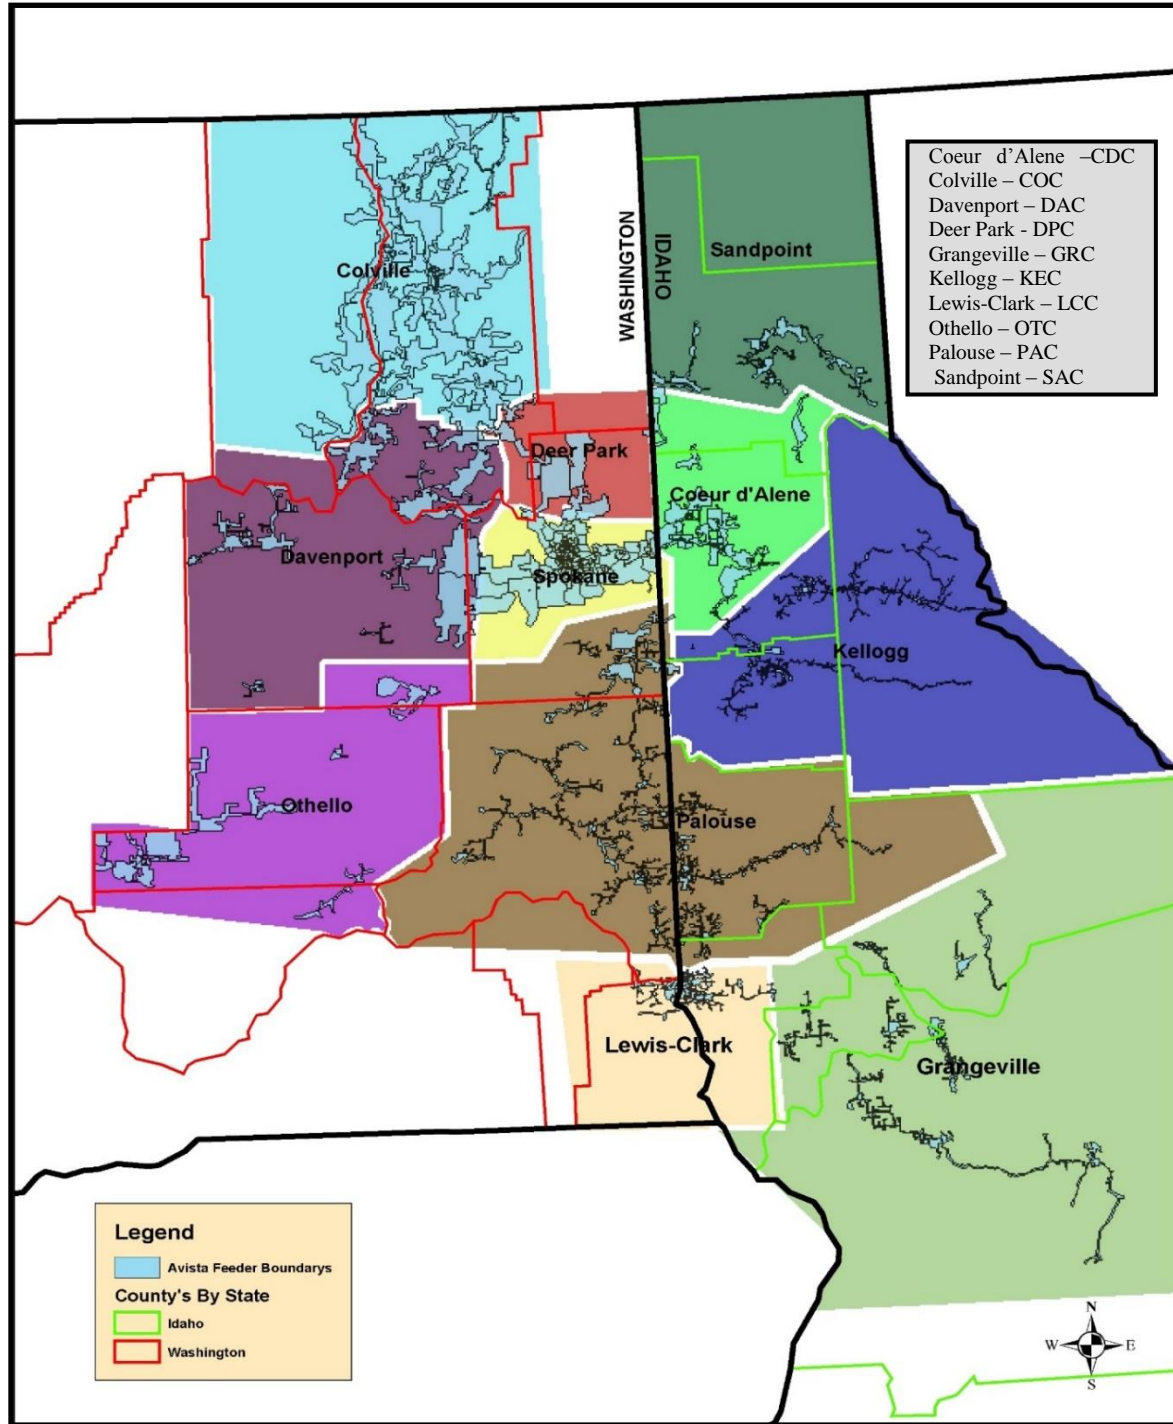 Coeur d'Alene –CDC
Colville – COC
Davenport – DAC
Deer Park - DPC
Grangeville – GRC
Kellogg – KEC
Lewis-Clark – LCC
Othello – OTC
Palouse – PAC
Sandpoint – SAC
WASHINGTON
IDAHO
Sandpoint
Colville
Deer Park
Coeur d'Alene
Davenport
Spokane
Kellogg
Othello
Palouse
Lewis-Clark
Grangeville
Legend
Avista Feeder Boundarys
County's By State
Idaho
Washington
N
W E
S